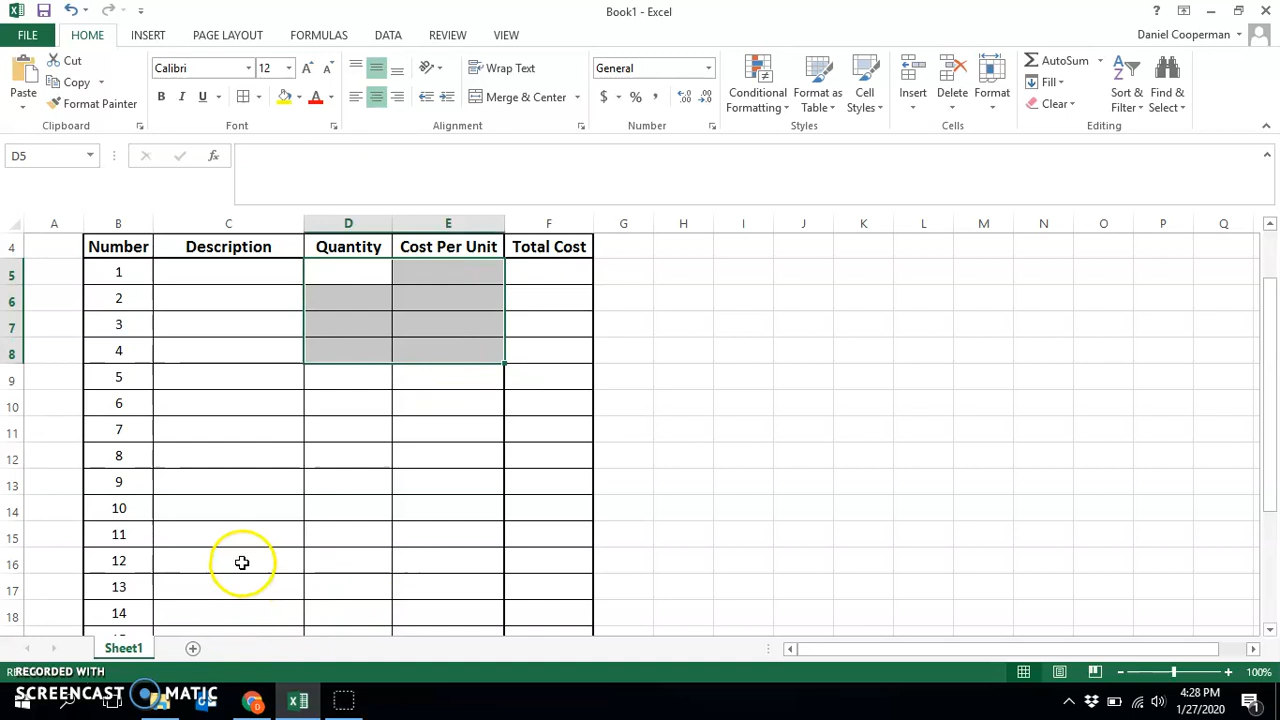 Book1 - Excel
?
FILE HOME INSERT PAGE LAYOUT FORMULAS DATA REVIEW VIEW Daniel Cooperman
Paste Cut Copy Format Painter
Clipboard
Calibri 12
B I U A
Font
Wrap Text
Merge & Center
Alignment
General
$ % ,
Number
Conditional Formatting Format as Table Cell Styles
Styles
Insert Delete Format
Cells
AutoSum
Fill
Clear
Sort & Filter Find & Select
Editing
D5 fx
A B C D E F G H I J K L M N O P Q
4 Number Description Quantity Cost Per Unit Total Cost
5 1
6 2
7 3
8 4
9 5
10 6
11 7
12 8
13 9
14 10
15 11
16 12
17 13
18 14
Sheet1
RECORDED WITH
100%
SCREENCAST MATIC
4:28 PM
1/27/2020